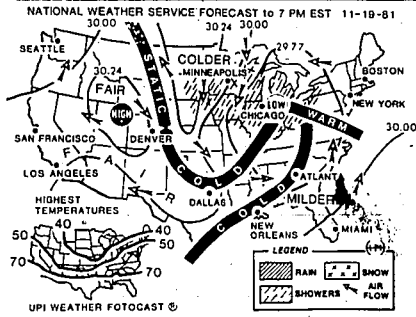 NATIONAL WEATHER SERVICE FORECAST to 7 PM EST 11-19-81
30.00
30.24
30.00
29.77
SEATTLE
COLDER
MINNEAPOLIS
BOSTON
30.24
FAIR
STATIC
HIGH
LOW
CHICAGO
NEW YORK
WARM
SAN FRANCISCO
DENVER
30.00
LOS ANGELES
FAIR
COLD
COLD
ATLANTA
DALLAS
MILDER
HIGHEST
TEMPERATURES
NEW
ORLEANS
MIAMI
40
50
40
50
70
70
LEGEND
RAIN
SNOW
SHOWERS
AIR
FLOW
UPI WEATHER FOTOCAST ®